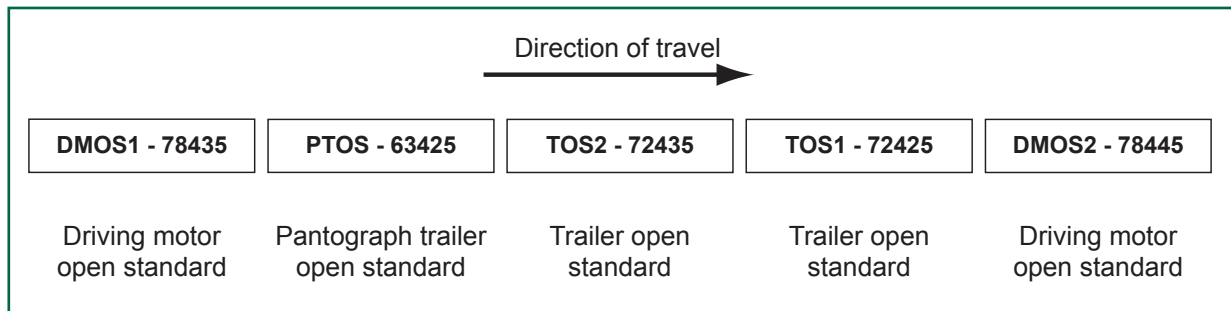 Direction of travel
DMOS1 - 78435 PTOS - 63425 TOS2 - 72435 TOS1 - 72425 DMOS2 - 78445
Driving motor Pantograph trailer Trailer open Trailer open Driving motor
open standard open standard standard standard open standard